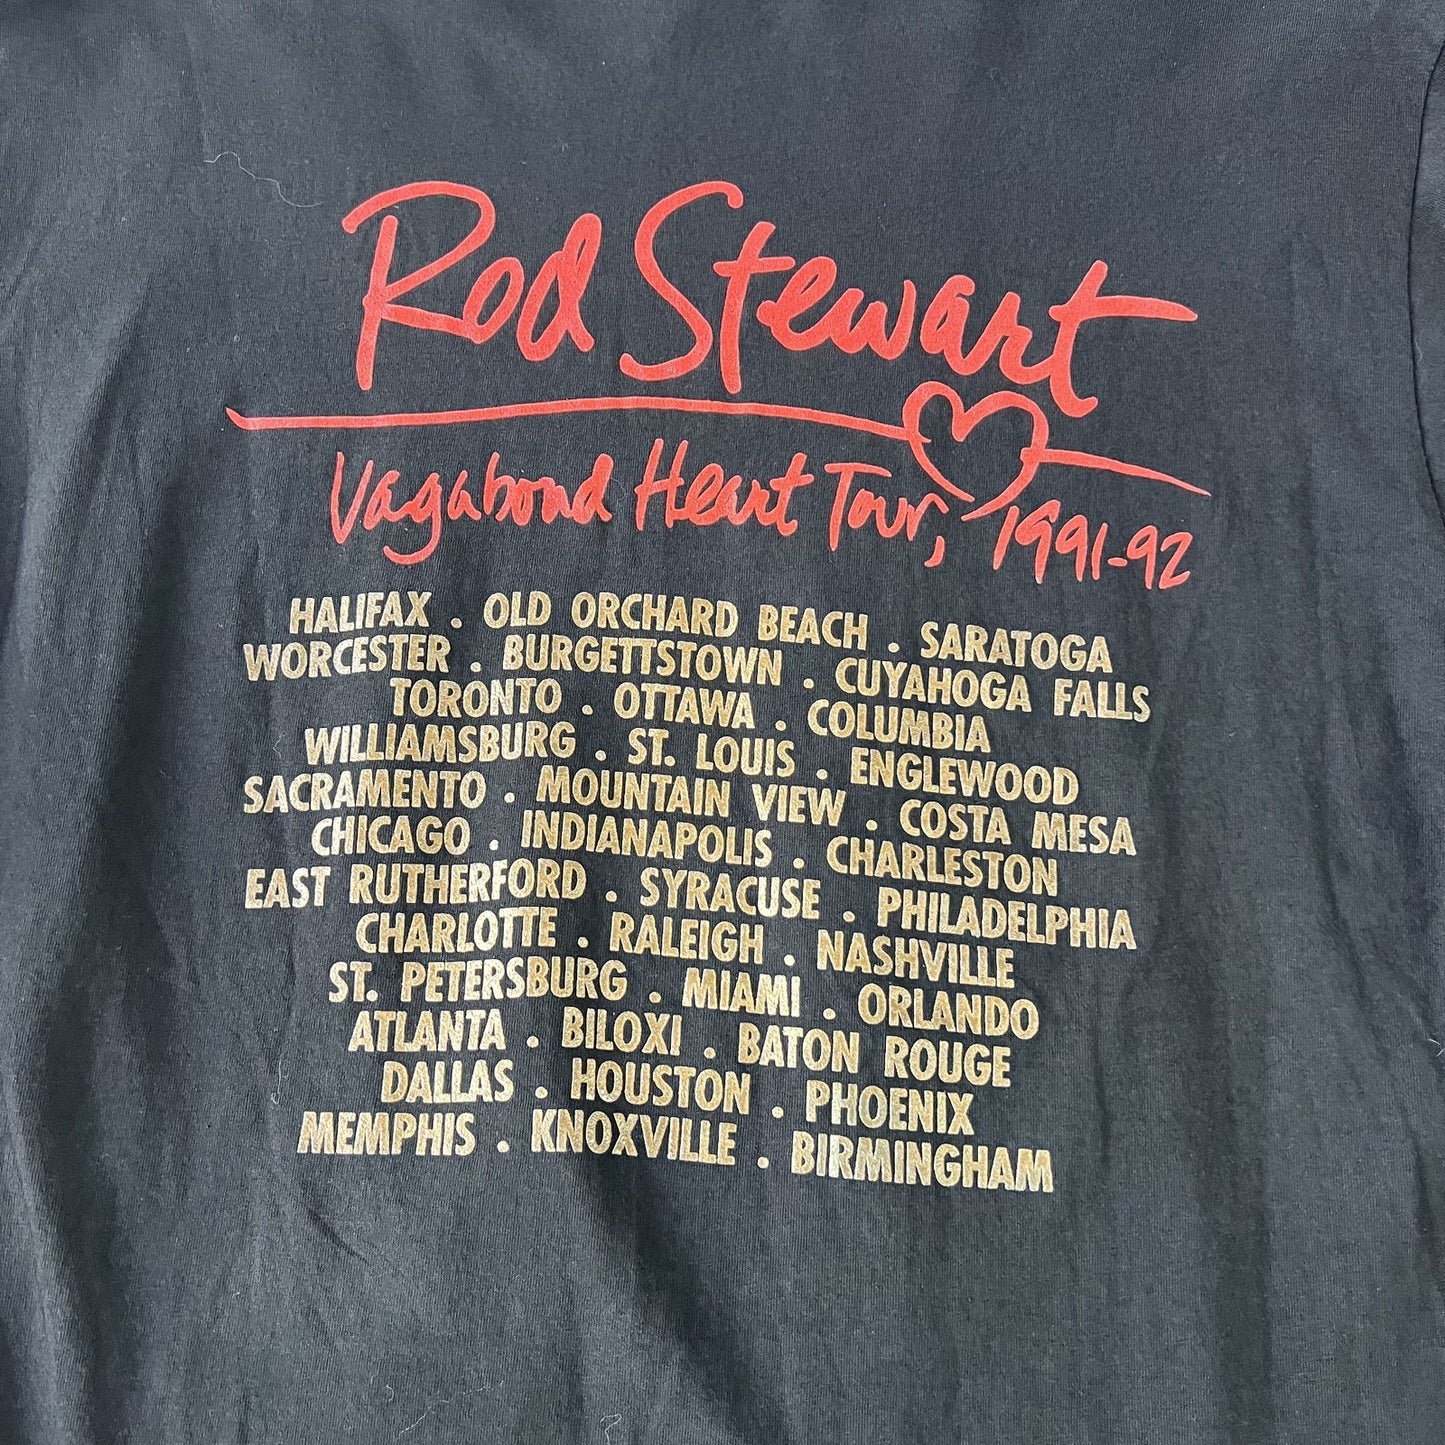 Rod Stewart
Vagabond Heart Tour, 1991-92
HALIFAX . OLD ORCHARD BEACH . SARATOGA
WORCESTER . BURGETTSTOWN . CUYAHOGA FALLS
TORONTO . OTTAWA . COLUMBIA
WILLIAMSBURG . ST. LOUIS . ENGLEWOOD
SACRAMENTO . MOUNTAIN VIEW . COSTA MESA
CHICAGO . INDIANAPOLIS . CHARLESTON
EAST RUTHERFORD . SYRACUSE . PHILADELPHIA
CHARLOTTE . RALEIGH . NASHVILLE
ST. PETERSBURG . MIAMI . ORLANDO
ATLANTA . BILOXI . BATON ROUGE
DALLAS . HOUSTON . PHOENIX
MEMPHIS . KNOXVILLE . BIRMINGHAM